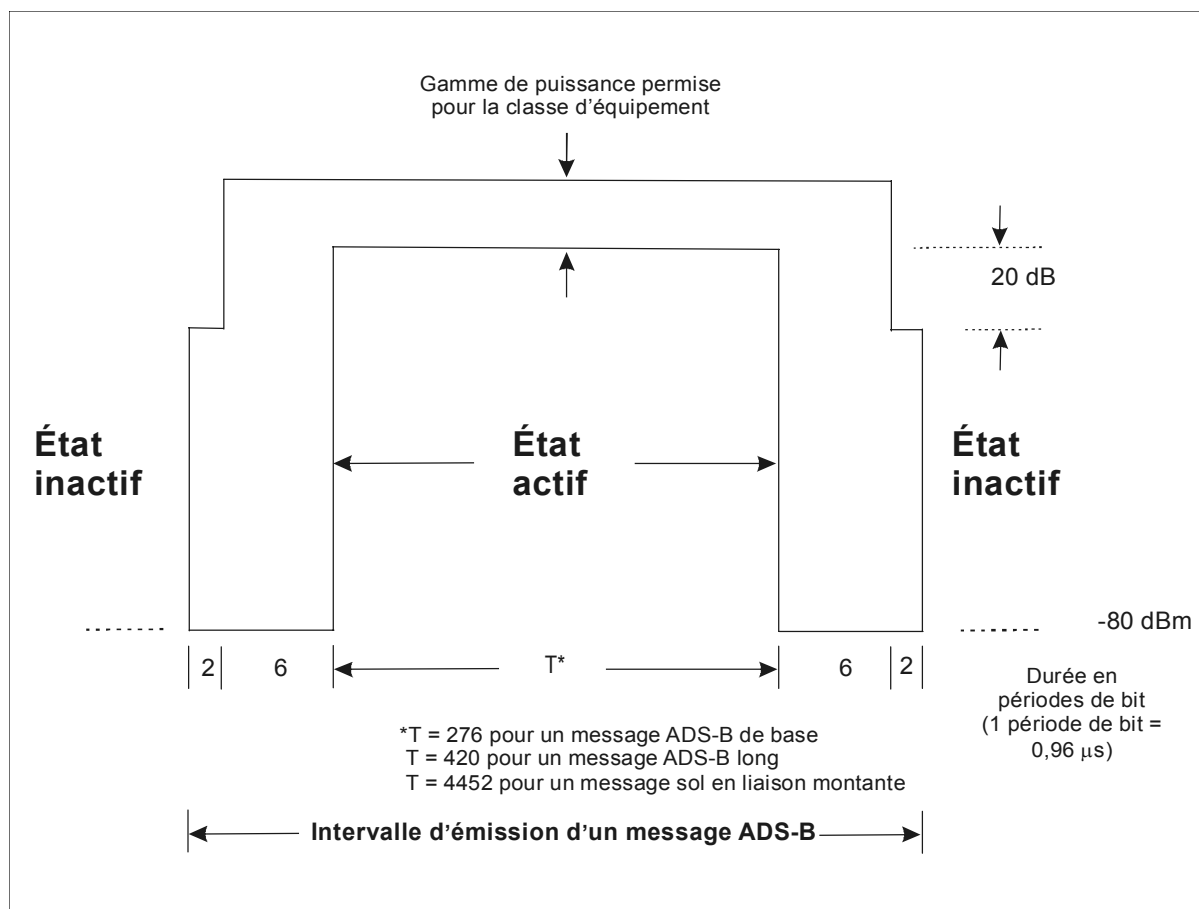 Gamme de puissance permise
pour la classe d'équipement
20 dB
État
inactif
État
actif
État
inactif
-80 dBm
2
6
T*
6
2
Durée en
périodes de bit
(1 période de bit =
0,96 μs)
*T = 276 pour un message ADS-B de base
T = 420 pour un message ADS-B long
T = 4452 pour un message sol en liaison montante
Intervalle d'émission d'un message ADS-B